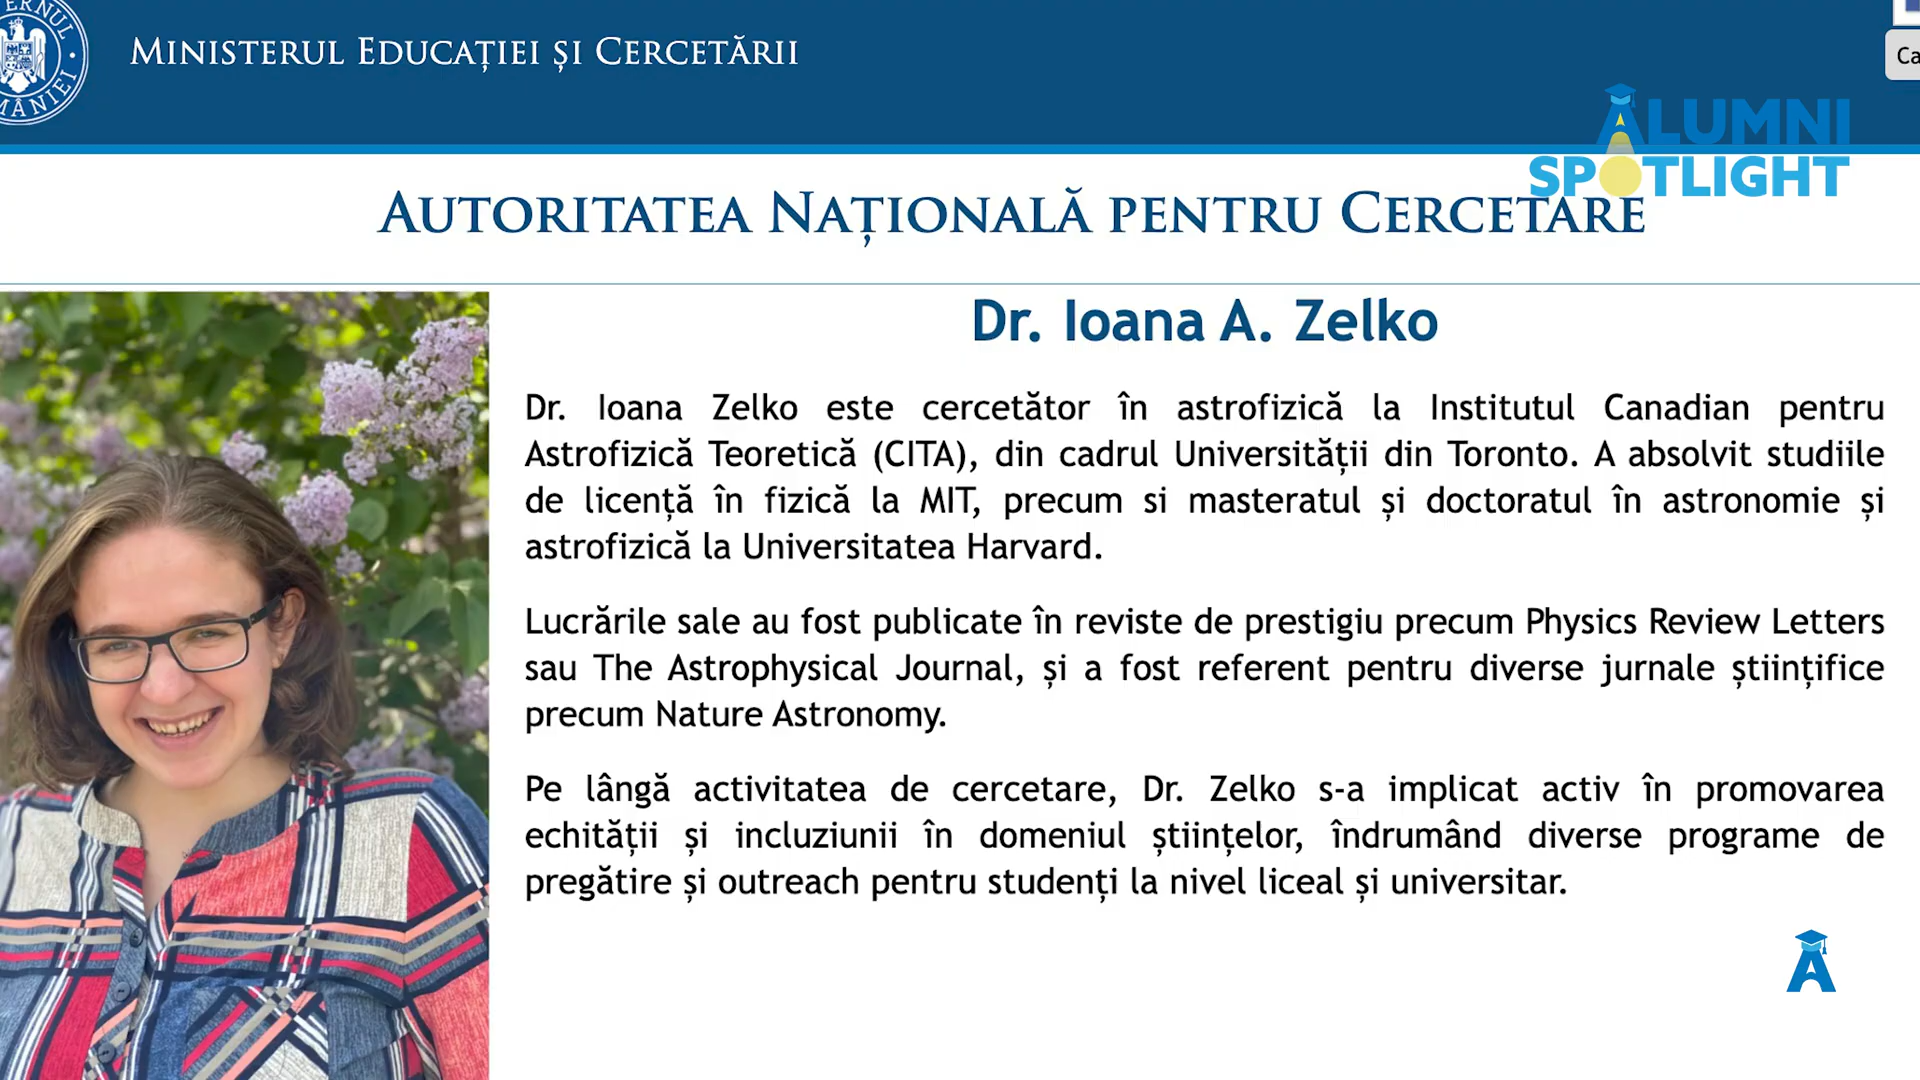 MINISTERUL EDUCAȚIEI ȘI CERCETĂRII
Ca
ALUMNI
SPOTLIGHT
AUTORITATEA NAȚIONALĂ PENTRU CERCETARE
Dr. Ioana A. Zelko
Dr. Ioana Zelko este cercetător în astrofizică la Institutul Canadian pentru
Astrofizică Teoretică (CITA), din cadrul Universității din Toronto. A absolvit studiile
de licență în fizică la MIT, precum si masteratul și doctoratul în astronomie și
astrofizică la Universitatea Harvard.
Lucrările sale au fost publicate în reviste de prestigiu precum Physics Review Letters
sau The Astrophysical Journal, și a fost referent pentru diverse jurnale științifice
precum Nature Astronomy.
Pe lângă activitatea de cercetare, Dr. Zelko s-a implicat activ în promovarea
echității și incluziunii în domeniul științelor, îndrumând diverse programe de
pregătire și outreach pentru studenți la nivel liceal și universitar.
A